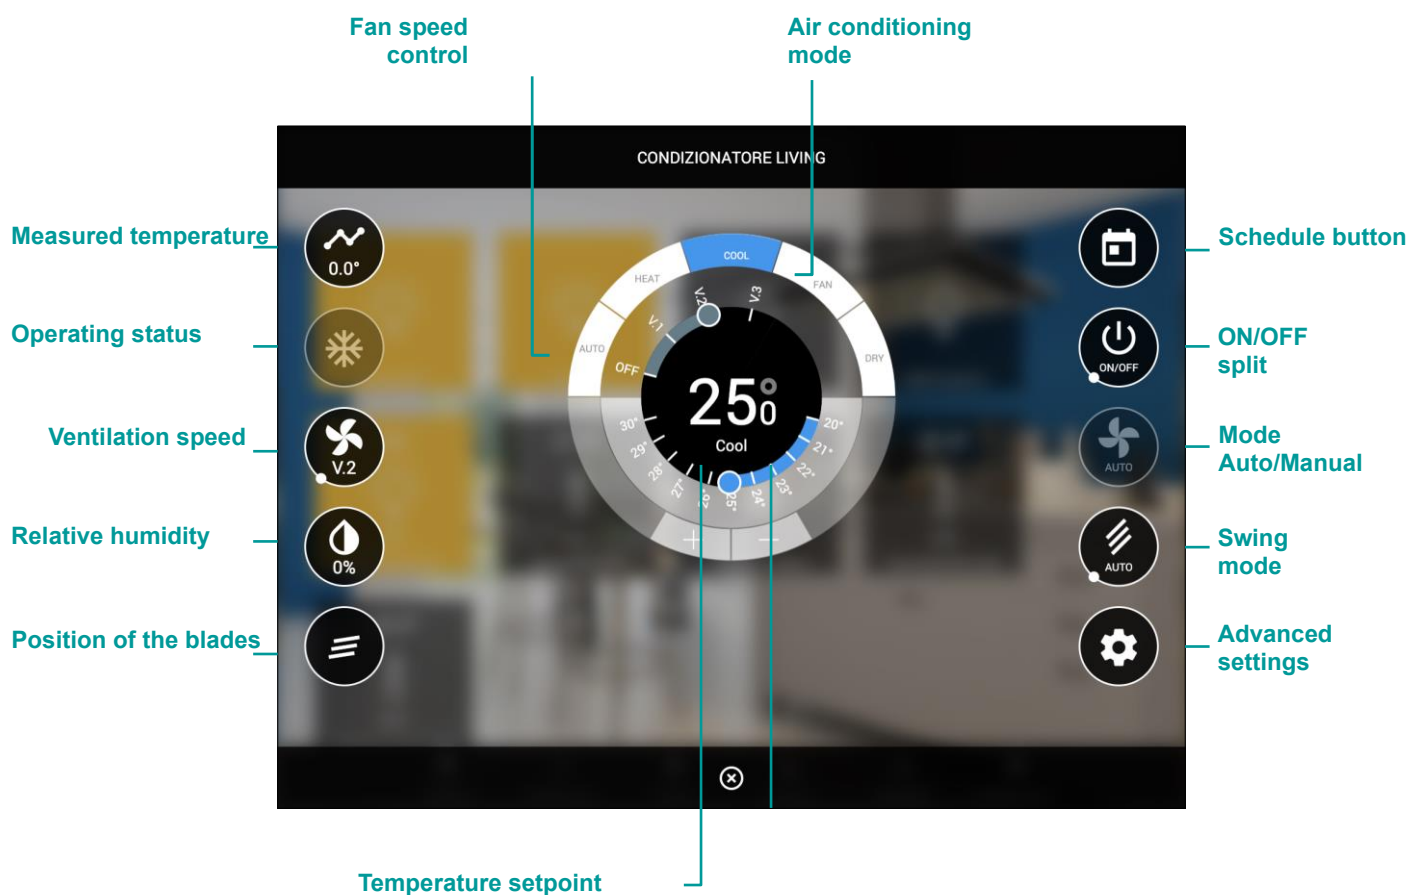 Fan speed
control
Air conditioning
mode
CONDIZIONATORE LIVING
Measured temperature
0.0°
Operating status
Ventilation speed
V.2
Relative humidity
0%
Position of the blades
AUTO
HEAT
COOL
FAN
DRY
OFF
V.1
V.2
V.3
25°0
Cool
30°
29°
28°
27°
26°
25°
24°
23°
22°
21°
20°
+
−
Schedule button
ON/OFF
ON/OFF
split
AUTO
Mode
Auto/Manual
AUTO
Swing
mode
Advanced
settings
Temperature setpoint